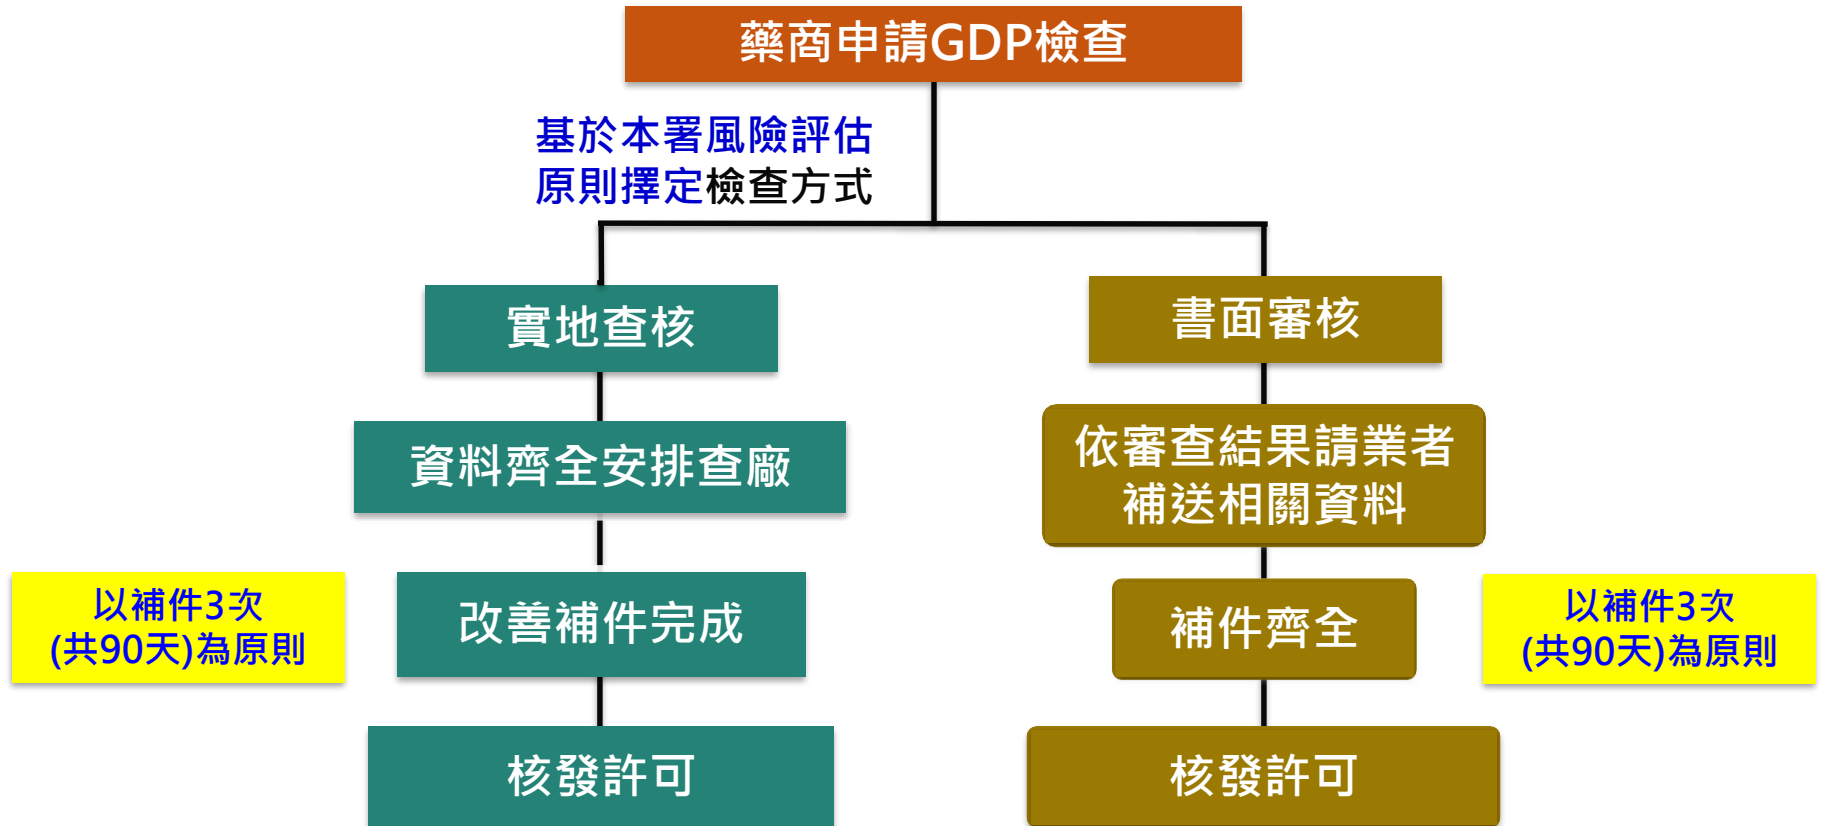 藥商申請GDP檢查
基於本署風險評估
原則擇定檢查方式
實地查核
書面審核
資料齊全安排查廠
依審查結果請業者
補送相關資料
以補件3次
(共90天)為原則
改善補件完成
補件齊全
以補件3次
(共90天)為原則
核發許可
核發許可